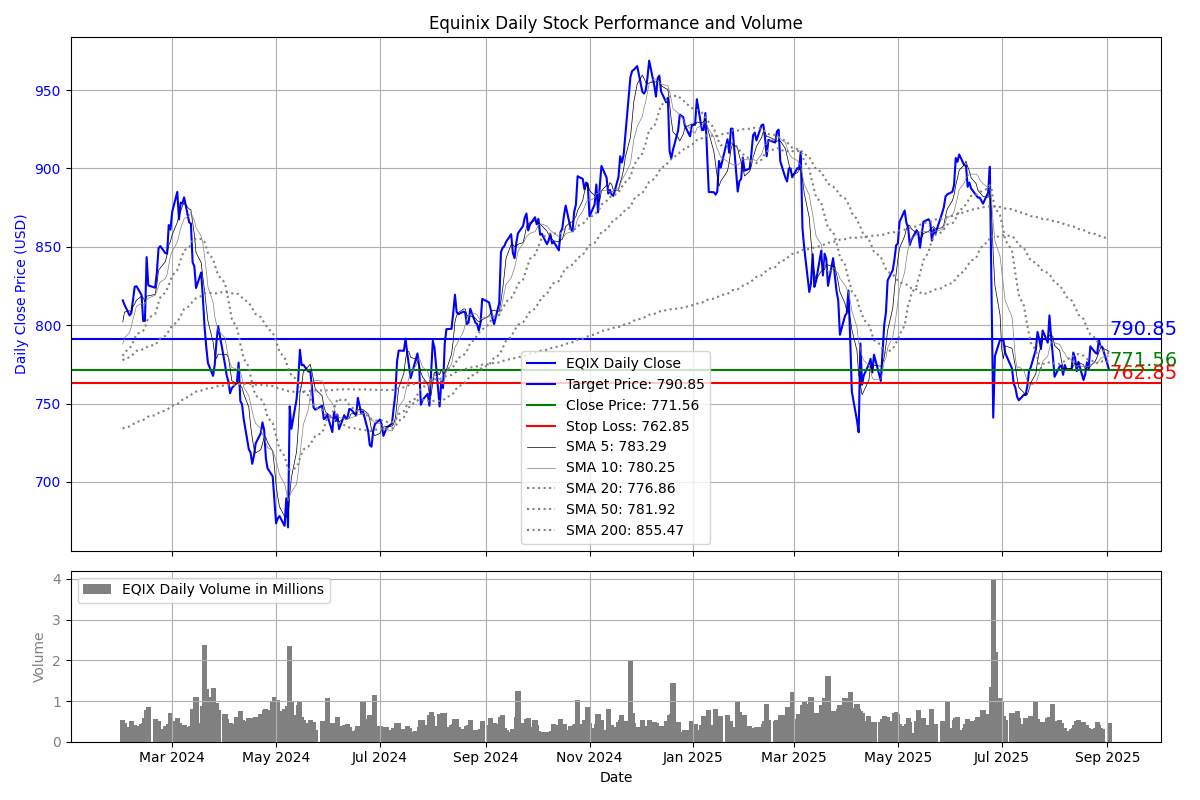 Equinix Daily Stock Performance and Volume
Daily Close Price (USD)
950
900
850
800
750
700
790.85
771.56
762.85
EQIX Daily Close
Target Price: 790.85
Close Price: 771.56
Stop Loss: 762.85
SMA 5: 783.29
SMA 10: 780.25
SMA 20: 776.86
SMA 50: 781.92
SMA 200: 855.47
Volume
4
3
2
1
0
EQIX Daily Volume in Millions
Mar 2024 May 2024 Jul 2024 Sep 2024 Nov 2024 Jan 2025 Mar 2025 May 2025 Jul 2025 Sep 2025
Date